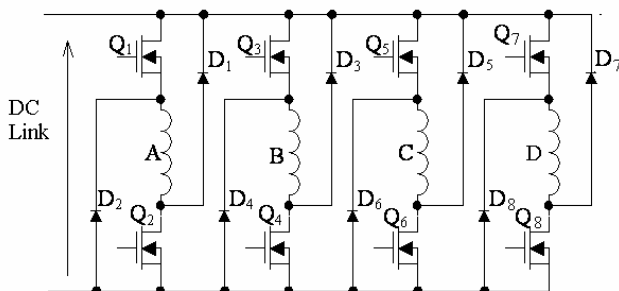 Q₁
D₁
Q₃
D₃
Q₅
D₅
Q₇
D₇
DC
Link
A
B
C
D
D₂
Q₂
D₄
Q₄
D₆
Q₆
D₈
Q₈